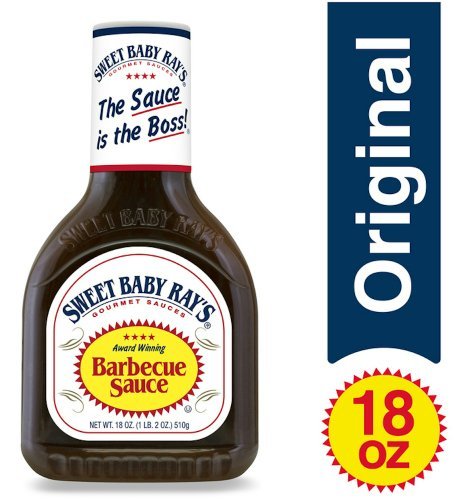 SWEET BABY RAY'S®
GOURMET SAUCES
The Sauce
is the Boss!®
SWEET BABY RAY'S
SWEET BABY RAY'S®
GOURMET SAUCES
Award Winning
Barbecue
Sauce
U
NET WT. 18 OZ. (1 LB. 2 OZ.) 510g
Original
18
OZ